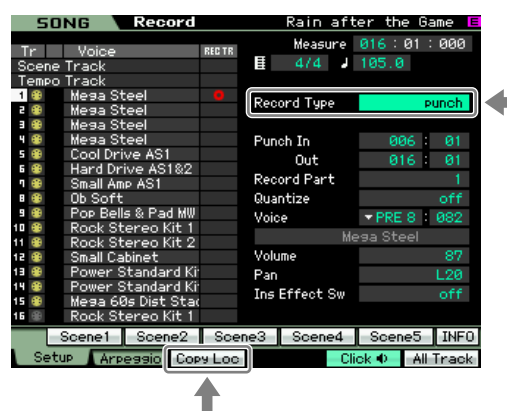 SONG Record Rain after the Game E
Measure 016 : 01 : 000
Tr Voice REC TR 4/4 105.0
Scene Track
Tempo Track
1 Mega Steel
2 Mega Steel
3 Mega Steel
4 Mega Steel
5 Cool Drive AS1
6 Hard Drive AS1&2
7 Small Amp AS1
8 Ob Soft
9 Pop Bells & Pad MW
10 Rock Stereo Kit 1
11 Rock Stereo Kit 2
12 Small Cabinet
13 Power Standard Ki
14 Power Standard Ki
15 Mega 60s Dist Stac
16 Rock Stereo Kit 1
Record Type punch
Punch In 006 : 01
Out 016 : 01
Record Part 1
Quantize off
Voice PRE 8 : 082
Mega Steel
Volume 87
Pan L20
Ins Effect Sw off
Scene1 Scene2 Scene3 Scene4 Scene5 INFO
Setup Arpeggio Copy Loc Click All Track